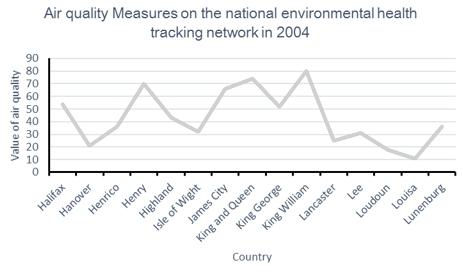 Air quality Measures on the national environmental health
tracking network in 2004
Value of air quality
90
80
70
60
50
40
30
20
10
0
Halifax
Hanover
Henrico
Henry
Highland
Isle of Wight
James City
King and Queen
King George
King William
Lancaster
Lee
Loudoun
Louisa
Lunenburg
Country